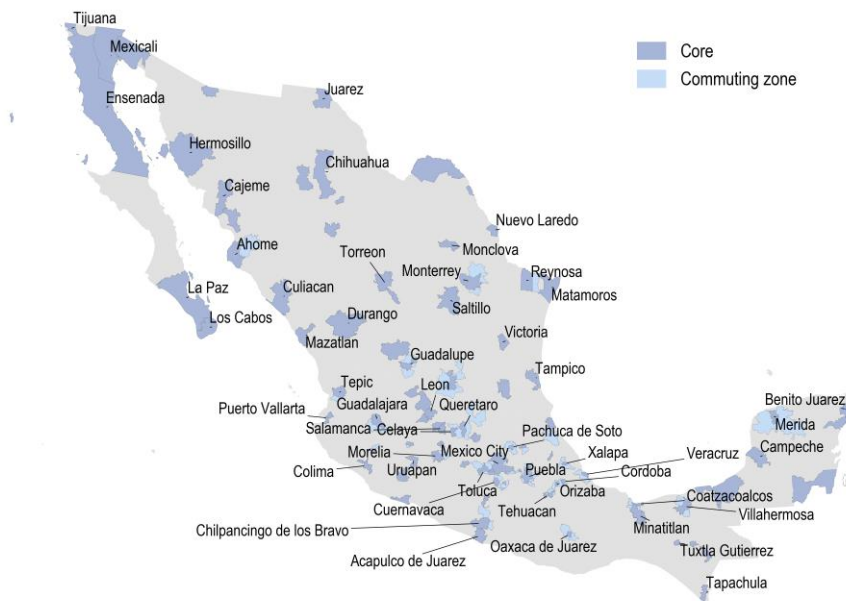 Tijuana
Mexicali
Core
Commuting zone
Ensenada
Juarez
Hermosillo
Chihuahua
Cajeme
Nuevo Laredo
Ahome
Monclova
Torreon
Monterrey
Reynosa
La Paz
Culiacan
Matamoros
Saltillo
Los Cabos
Durango
Mazatlan
Victoria
Guadalupe
Tampico
Tepic
Leon
Benito Juarez
Puerto Vallarta
Guadalajara
Queretaro
Merida
Salamanca
Celaya
Pachuca de Soto
Campeche
Morelia
Mexico City
Xalapa
Veracruz
Colima
Uruapan
Puebla
Cordoba
Toluca
Orizaba
Coatzacoalcos
Cuernavaca
Tehuacan
Villahermosa
Chilpancingo de los Bravo
Minatitlan
Acapulco de Juarez
Oaxaca de Juarez
Tuxtla Gutierrez
Tapachula